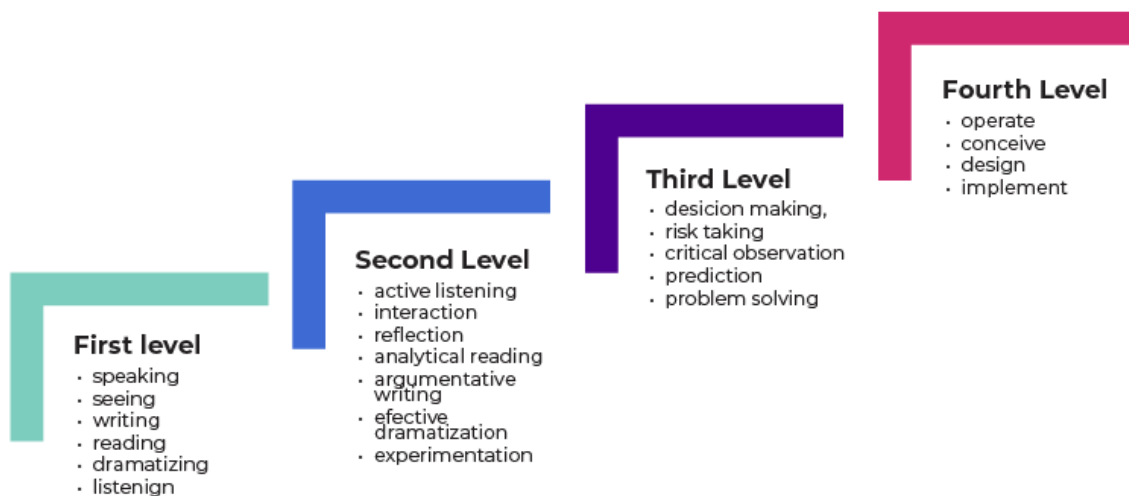 First level
· speaking
· seeing
· writing
· reading
· dramatizing
· listenign
Second Level
· active listening
· interaction
· reflection
· analytical reading
· argumentative
writing
· efective
dramatization
· experimentation
Third Level
· desicion making,
· risk taking
· critical observation
· prediction
· problem solving
Fourth Level
· operate
· conceive
· design
· implement